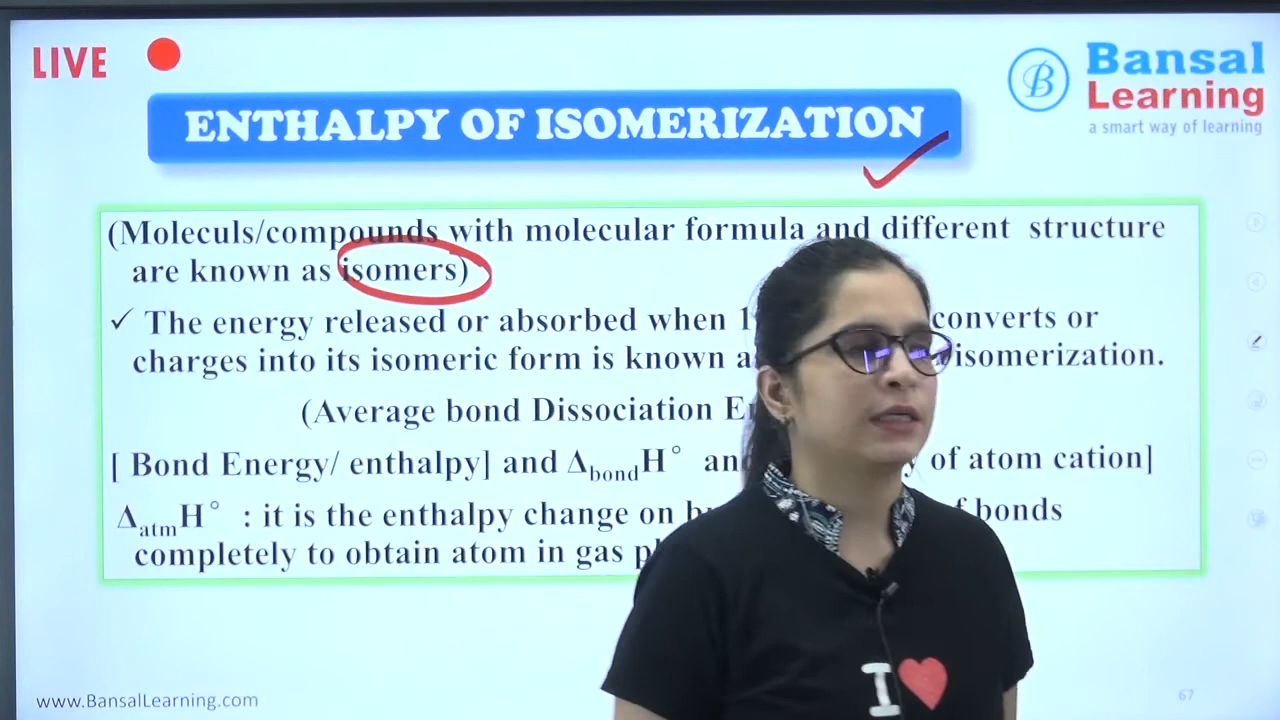 LIVE
Bansal
Learning
a smart way of learning
ENTHALPY OF ISOMERIZATION
(Moleculs/compounds with molecular formula and different structure
are known as isomers)
✓ The energy released or absorbed when 1 converts or
charges into its isomeric form is known isomerization.
(Average bond Dissociation
[ Bond Energy/ enthalpy] and ΔbondH° of atom cation]
ΔatmH° : it is the enthalpy change on bonds
completely to obtain atom in gas
I
www.BansalLearning.com
67